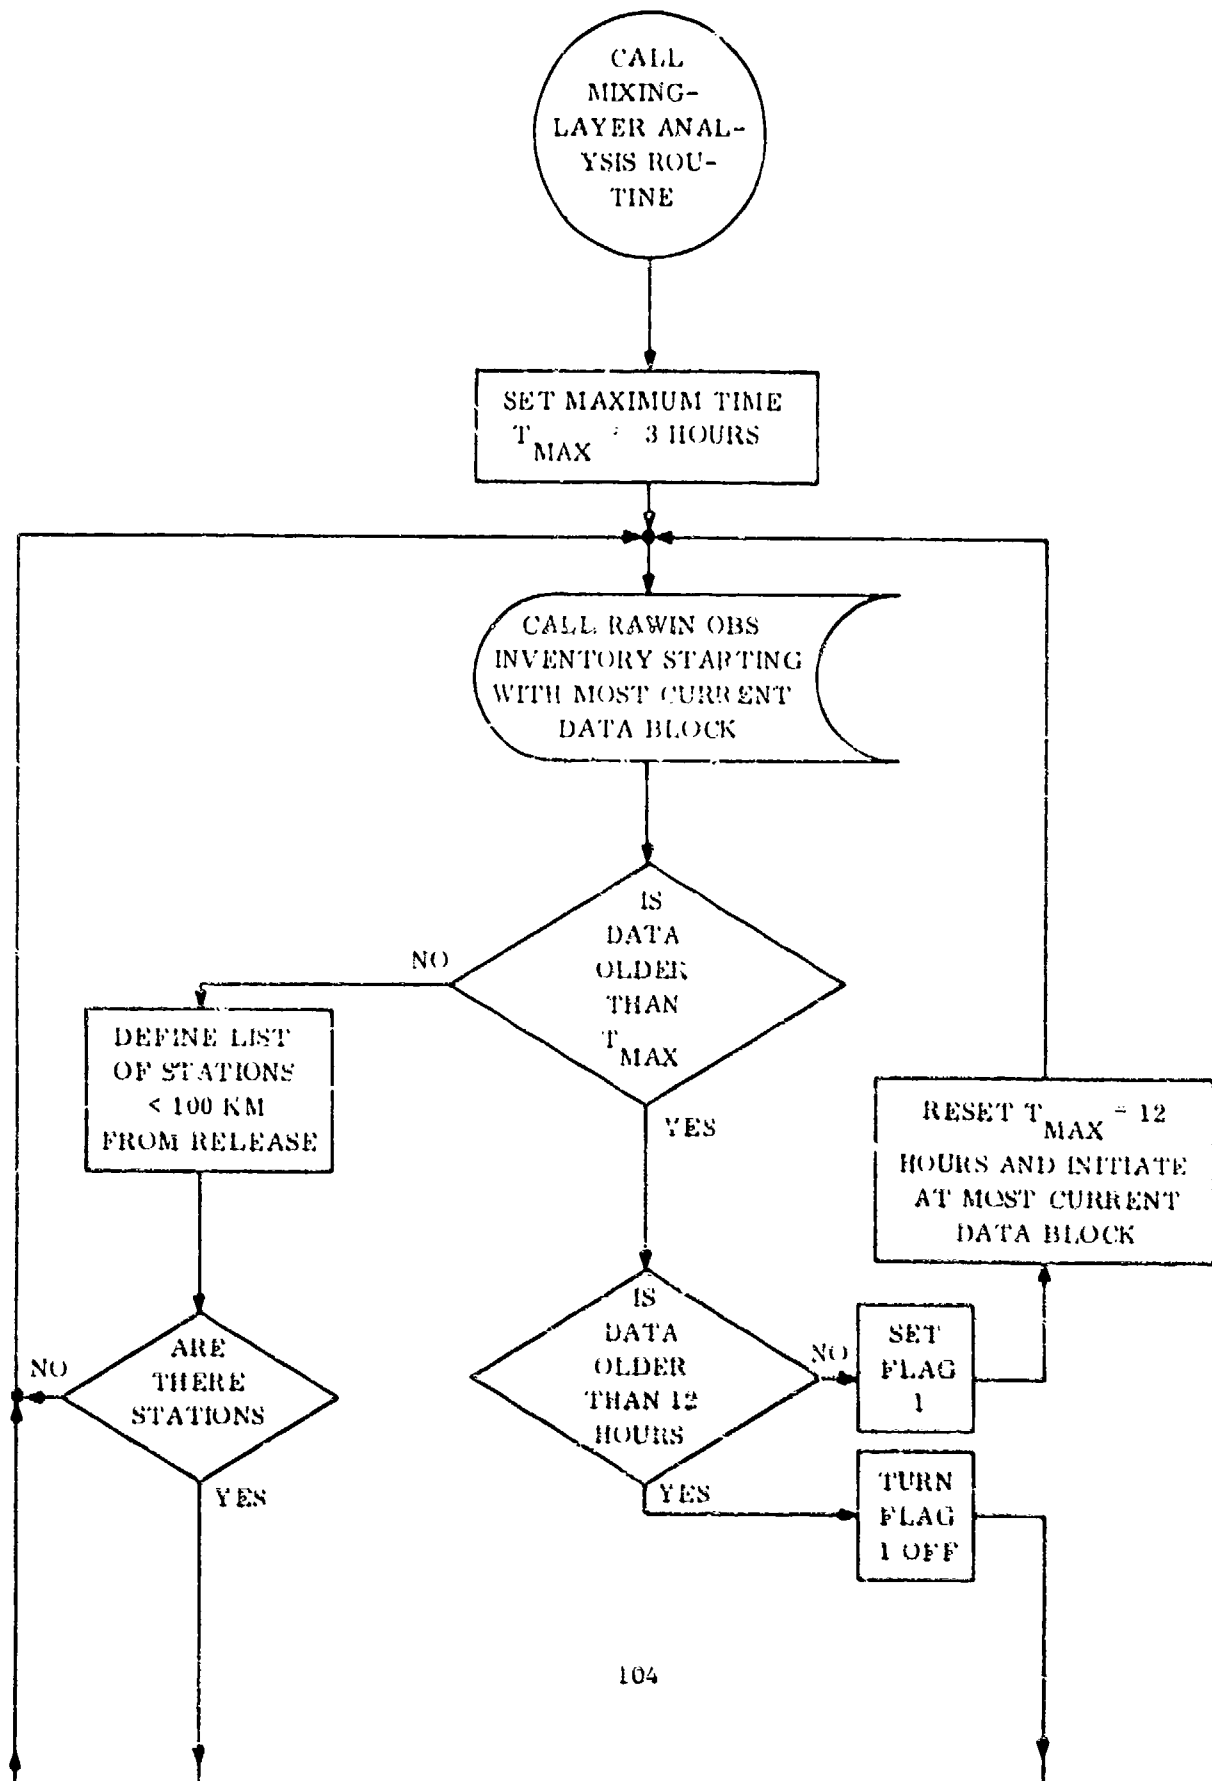 CALL
MIXING-
LAYER ANAL-
YSIS ROU-
TINE
SET MAXIMUM TIME
T MAX = 3 HOURS
CALL RAWIN OBS
INVENTORY STARTING
WITH MOST CURRENT
DATA BLOCK
IS
DATA
OLDER
THAN
T MAX
NO
YES
DEFINE LIST
OF STATIONS
< 100 KM
FROM RELEASE
RESET T MAX = 12
HOURS AND INITIATE
AT MOST CURRENT
DATA BLOCK
ARE
THERE
STATIONS
NO
YES
IS
DATA
OLDER
THAN 12
HOURS
NO
YES
SET
FLAG
1
TURN
FLAG
1 OFF
104